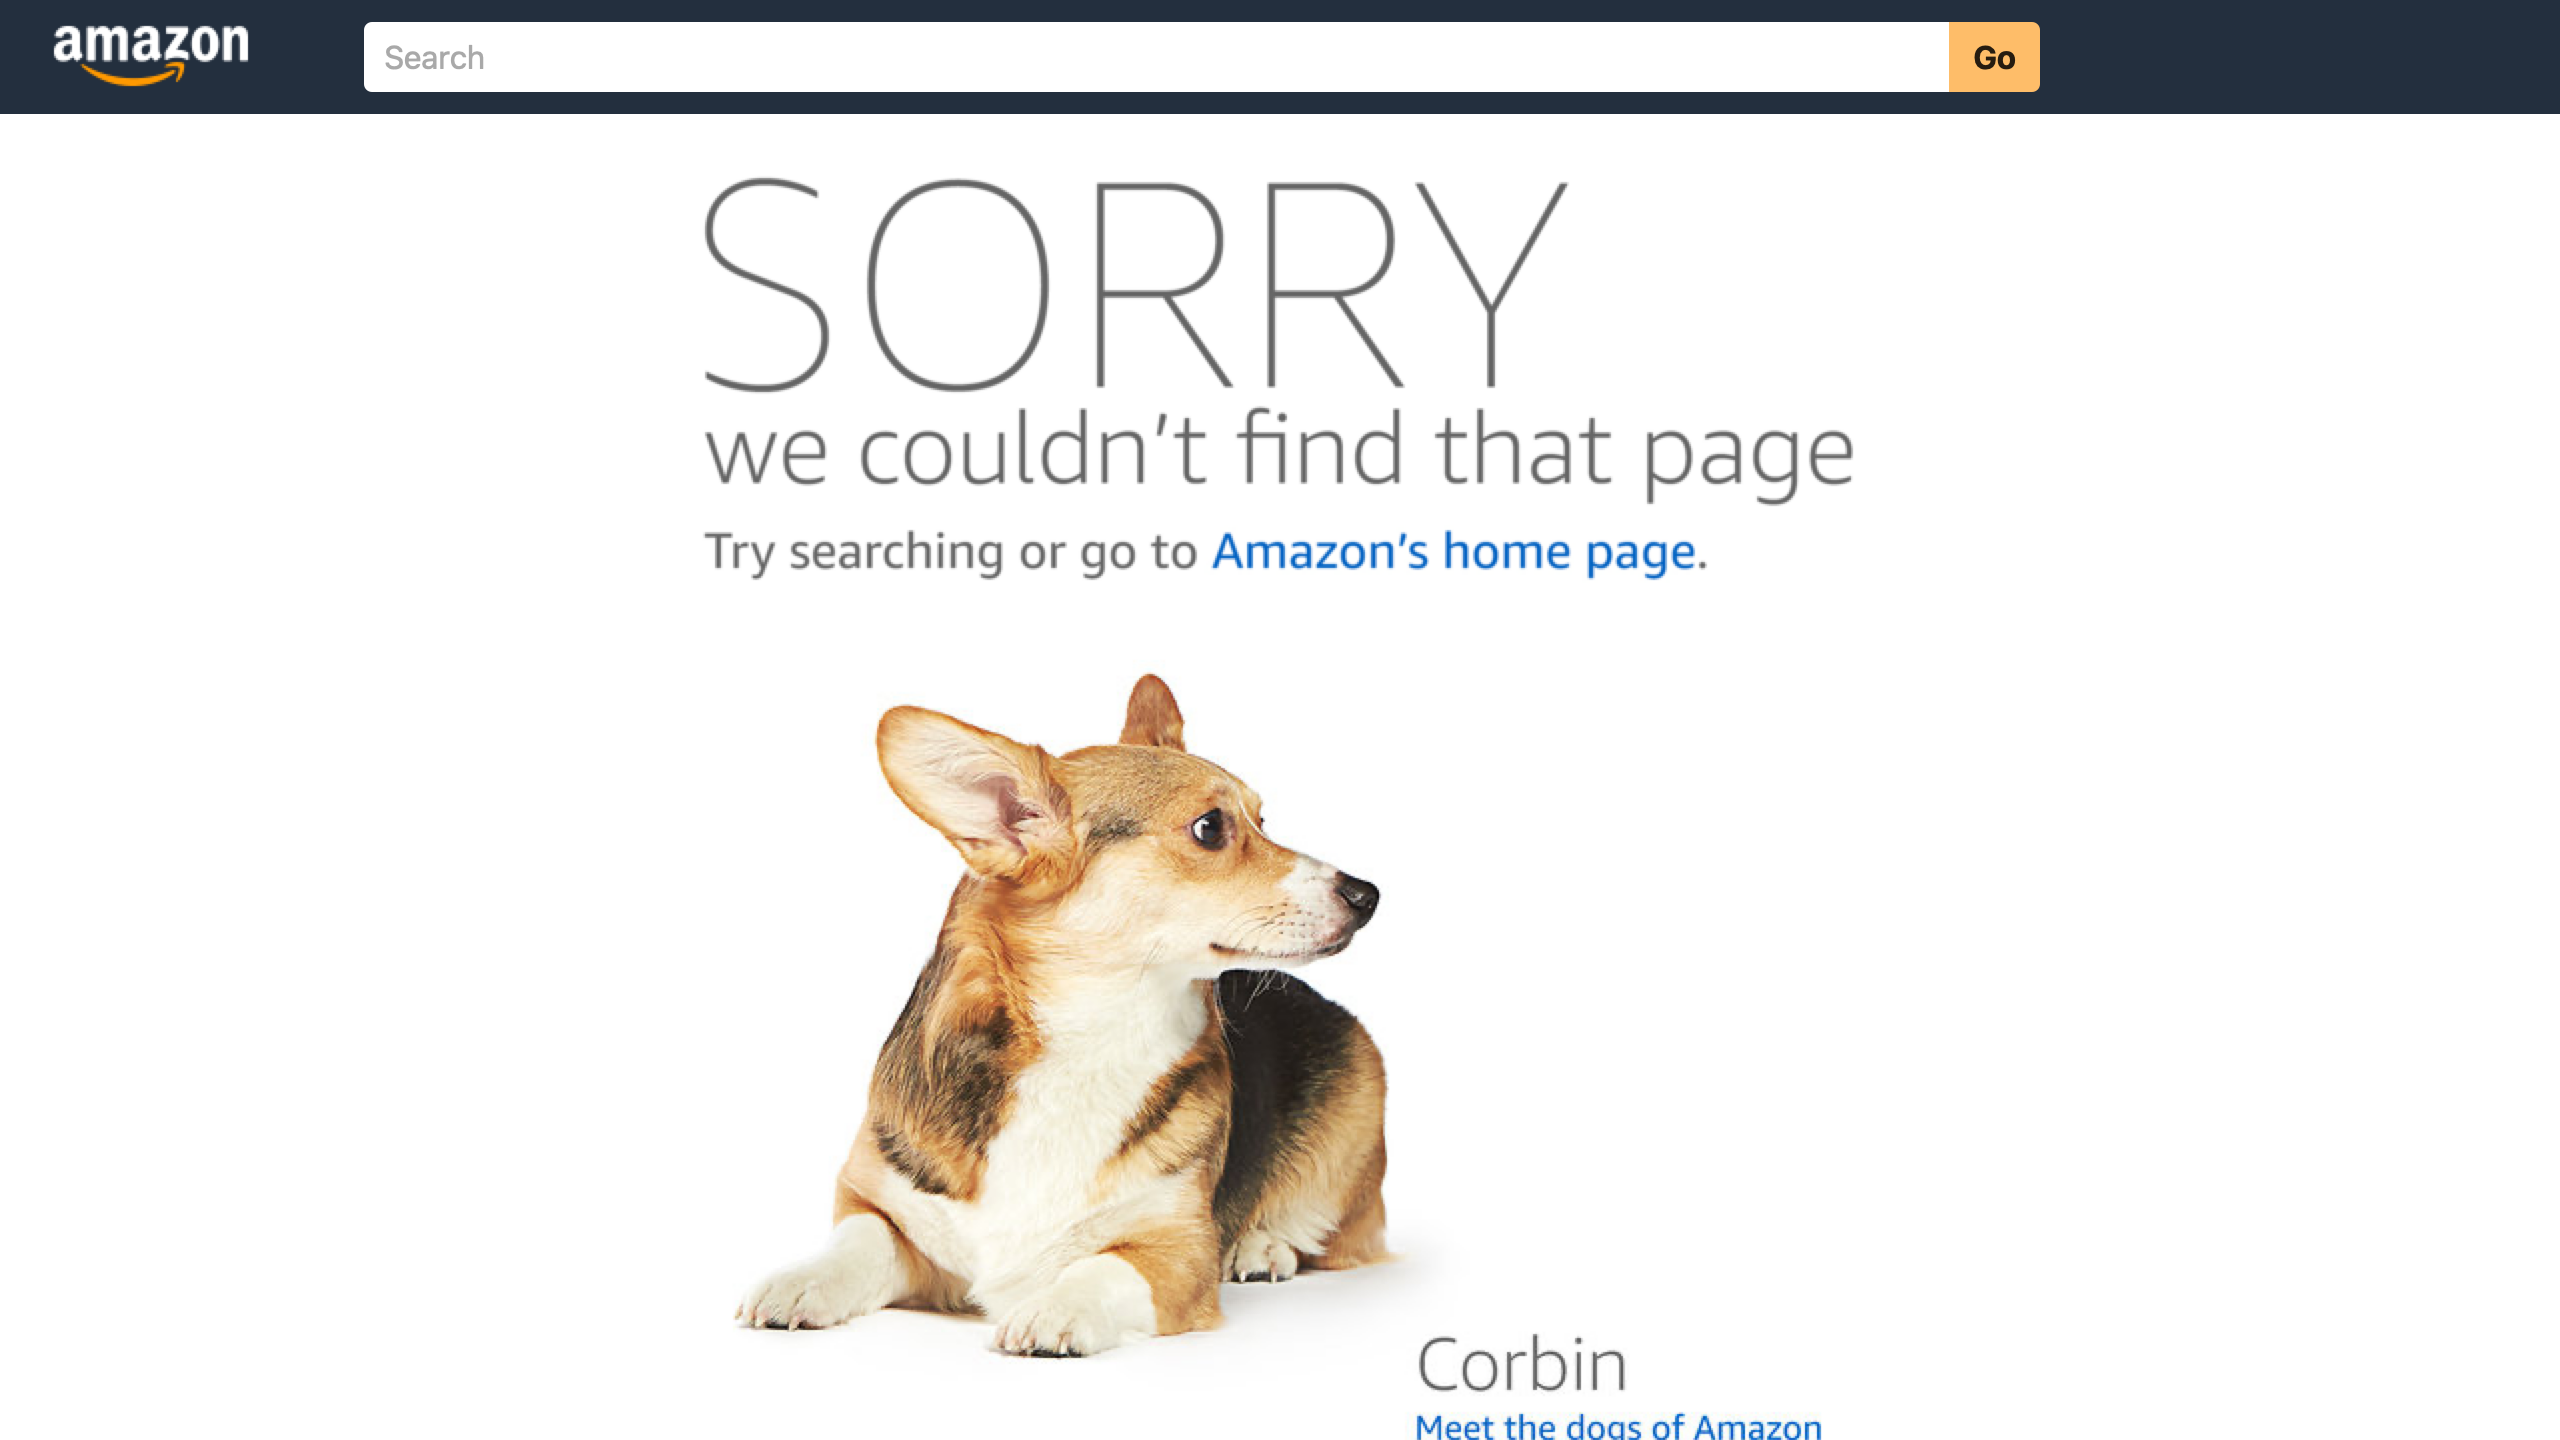 amazon
Search
Go
SORRY
we couldn't find that page
Try searching or go to Amazon's home page.
Corbin
Meet the dogs of Amazon